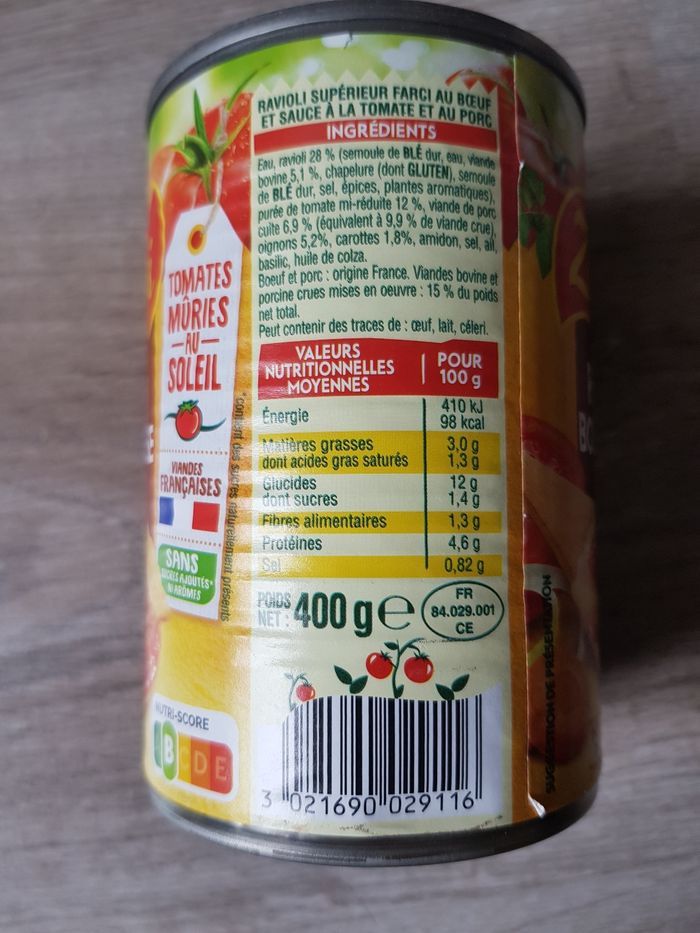 RAVIOLI SUPÉRIEUR FARCI AU BŒUF
ET SAUCE À LA TOMATE ET AU PORC
INGRÉDIENTS
Eau, ravioli 28 % (semoule de BLÉ dur, eau, viande
bovine 5,1 %, chapelure (dont GLUTEN), semoule
de BLÉ dur, sel, épices, plantes aromatiques),
purée de tomate mi-réduite 12 %, viande de porc
cuite 6,9 % (équivalent à 9,9 % de viande crue),
oignons 5,2%, carottes 1,8%, amidon, sel, ail,
basilic, huile de colza.
Boeuf et porc : origine France. Viandes bovine et
porcine crues mises en oeuvre : 15 % du poids
net total.
Peut contenir des traces de : œuf, lait, céleri.
VALEURS
NUTRITIONNELLES
MOYENNES
POUR
100 g
Énergie
410 kJ
98 kcal
Matières grasses 3,0 g
dont acides gras saturés 1,3 g
Glucides 12 g
dont sucres 1,4 g
Fibres alimentaires 1,3 g
Protéines 4,6 g
Sel 0,82 g
POIDS
NET : 400 g e
FR
84.029.001
CE
3 021690 029116
TOMATES
MÛRIES
AU
SOLEIL
VIANDES
FRANÇAISES
SANS
SUCRES AJOUTÉS*
NI ARÔMES
*contient des sucres naturellement présents
NUTRI-SCORE
B C D E
SUGGESTION DE PRÉSENTATION